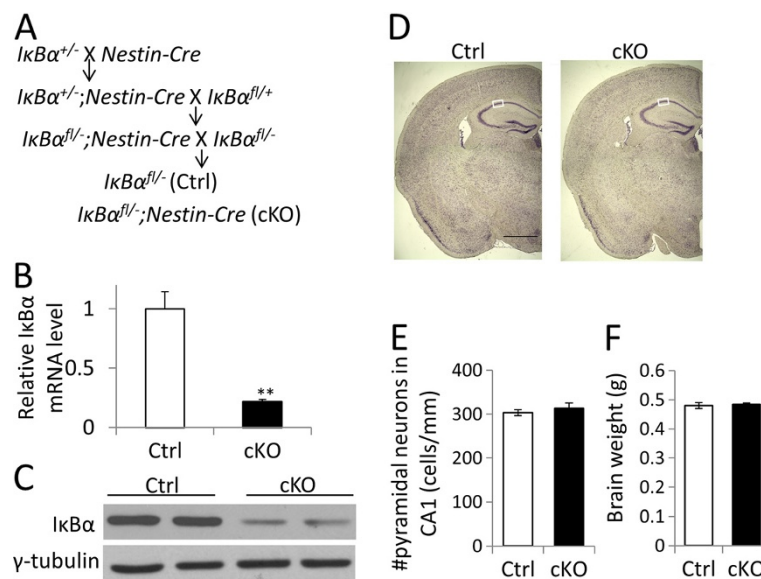 A
IκBα+/- X Nestin-Cre
IκBα+/-;Nestin-Cre X IκBαfl/+
IκBαfl/-;Nestin-Cre X IκBαfl/-
IκBαfl/- (Ctrl)
IκBαfl/-;Nestin-Cre (cKO)
B
Relative IκBα
mRNA level
1
0.5
0
**
Ctrl cKO
C
Ctrl cKO
IκBα
γ-tubulin
D
Ctrl cKO
E
#pyramidal neurons in
CA1 (cells/mm)
400
300
200
100
0
Ctrl cKO
F
Brain weight (g)
0.6
0.5
0.4
0.3
0.2
0.1
0
Ctrl cKO